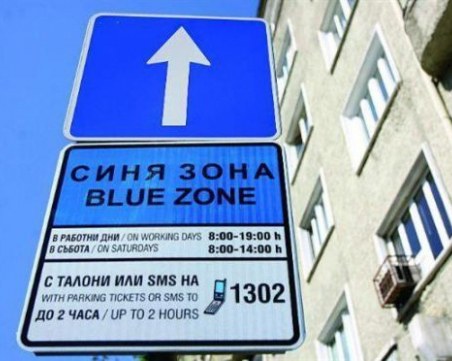 СИНЯ ЗОНА
BLUE ZONE
В РАБОТНИ ДНИ / ON WORKING DAYS 8:00-19:00 h
В СЪБОТА / ON SATURDAYS 8:00-14:00 h
С ТАЛОНИ ИЛИ SMS НА
WITH PARKING TICKETS OR SMS TO 1302
ДО 2 ЧАСА / UP TO 2 HOURS